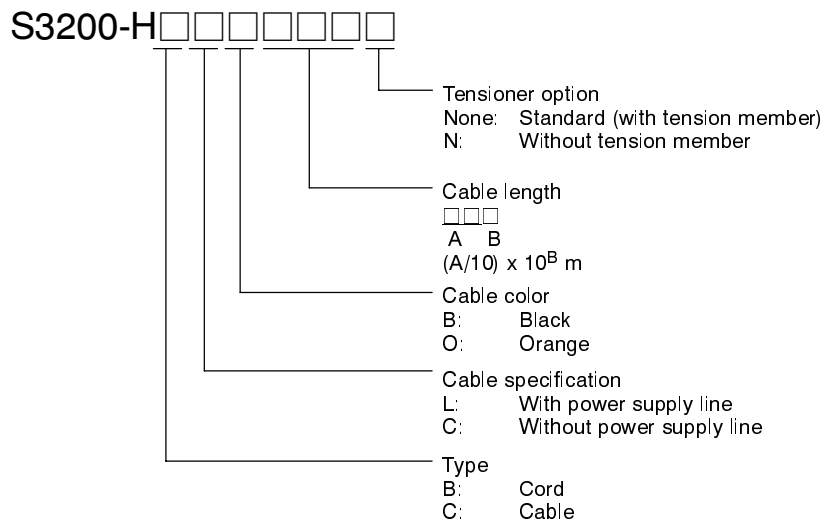 S3200-H□□□□□□□
Tensioner option
None: Standard (with tension member)
N: Without tension member
Cable length
□□□
A B
(A/10) x 10ᴮ m
Cable color
B: Black
O: Orange
Cable specification
L: With power supply line
C: Without power supply line
Type
B: Cord
C: Cable